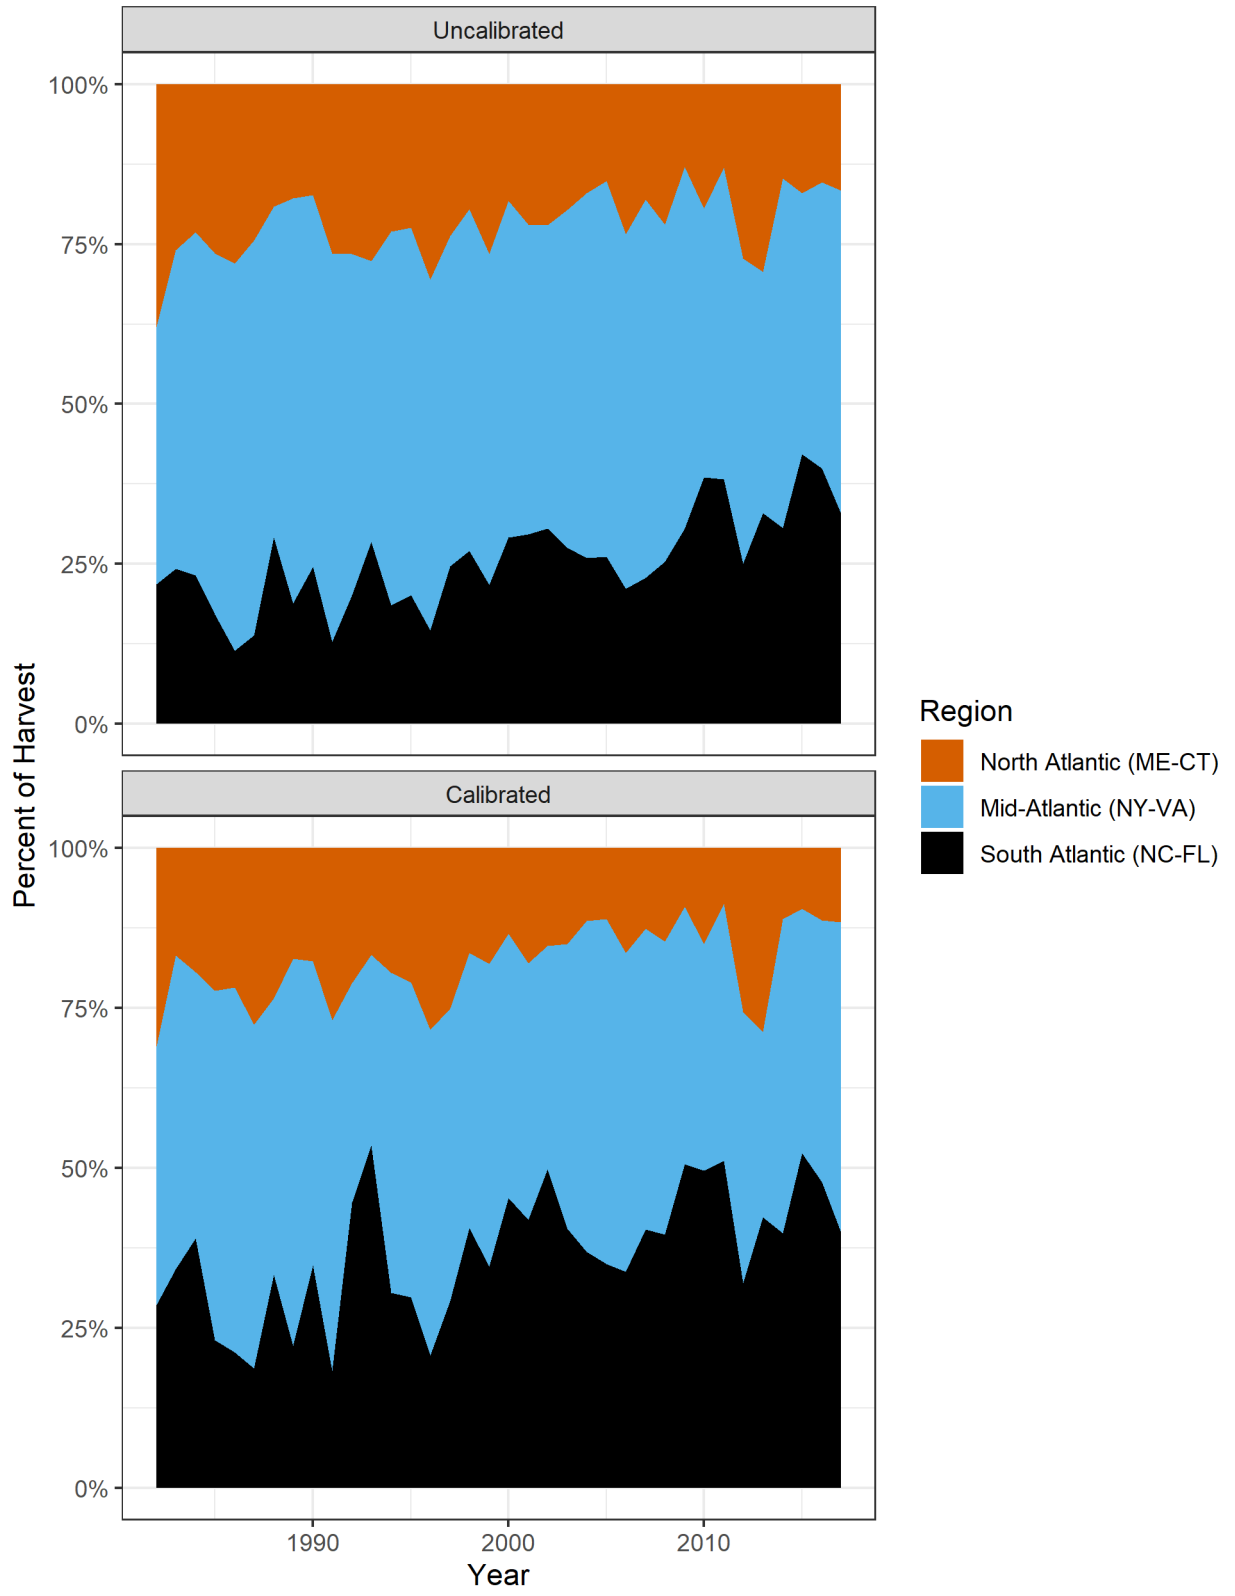 Uncalibrated
100%
75%
50%
25%
0%
Percent of Harvest
Calibrated
100%
75%
50%
25%
0%
1990 2000 2010
Year
Region
North Atlantic (ME-CT)
Mid-Atlantic (NY-VA)
South Atlantic (NC-FL)